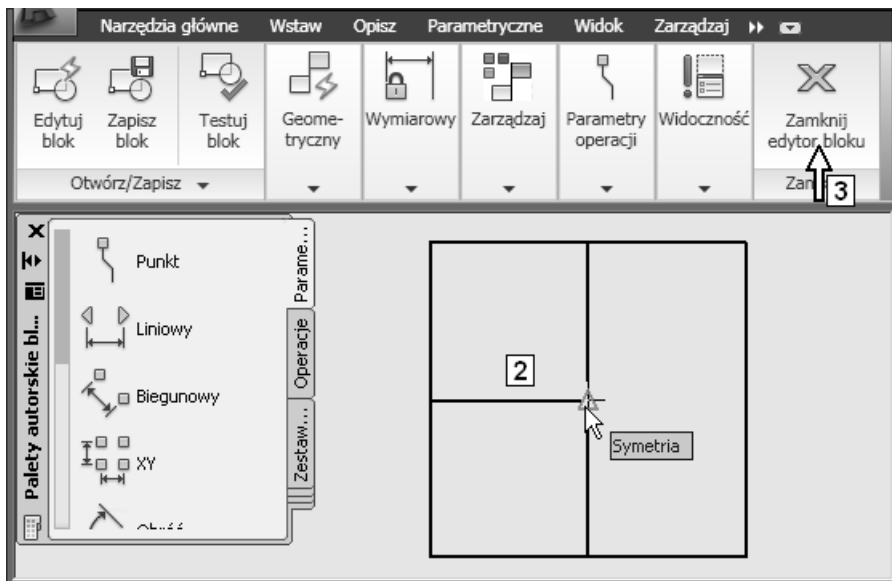 Narzędzia główne Wstaw Opisz Parametryczne Widok Zarządzaj
Edytuj blok
Zapisz blok
Testuj blok
Geome-
tryczny
Wymiarowy
Zarządzaj
Parametry
operacji
Widoczność
Zamknij
edytor bloku
Otwórz/Zapisz
3
Palety autorskie bl...
Parame...
Operacje
Zestaw...
Punkt
Liniowy
Biegunowy
XY
2
Symetria